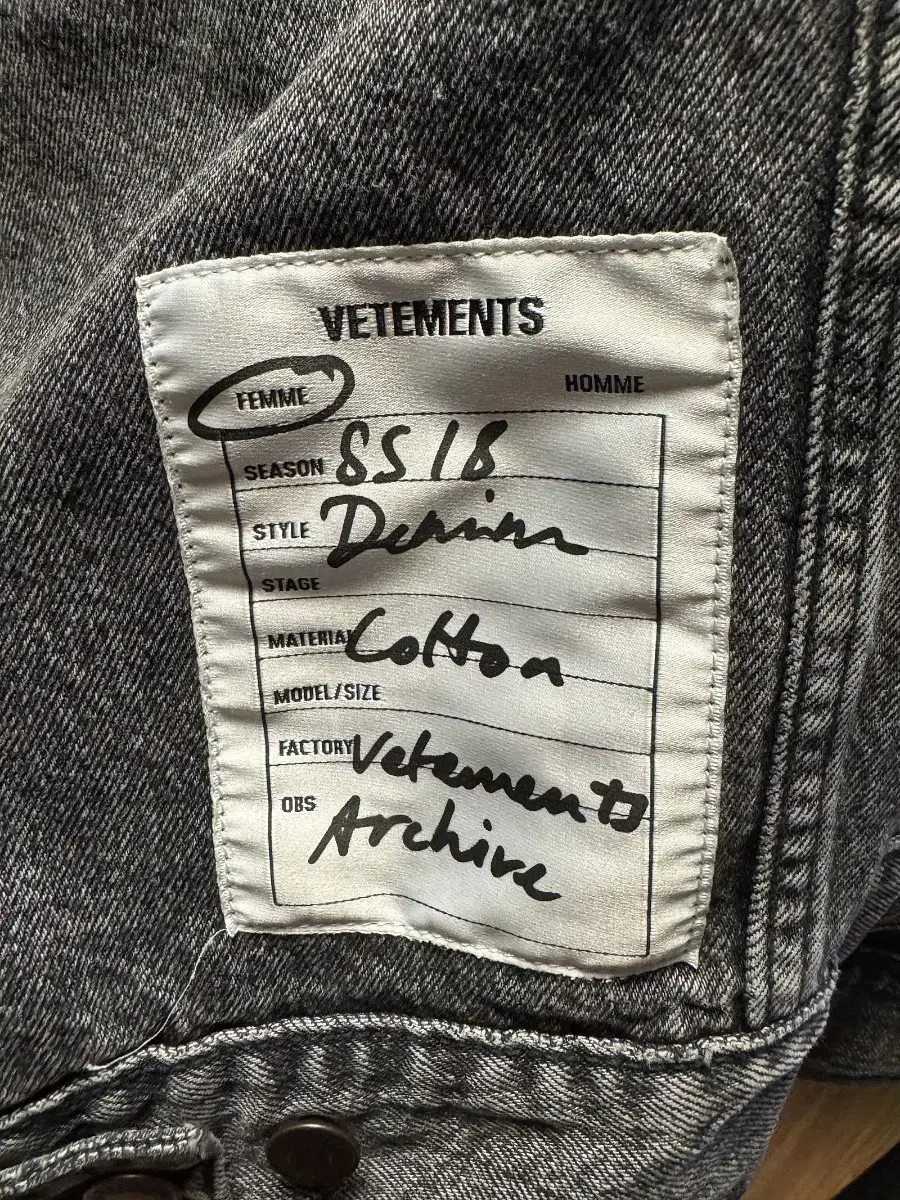 VETEMENTS
FEMME HOMME
SEASON SS18
STYLE Denim
STAGE
MATERIAL Cotton
MODEL/SIZE
FACTORY Vetements
OBS Archive